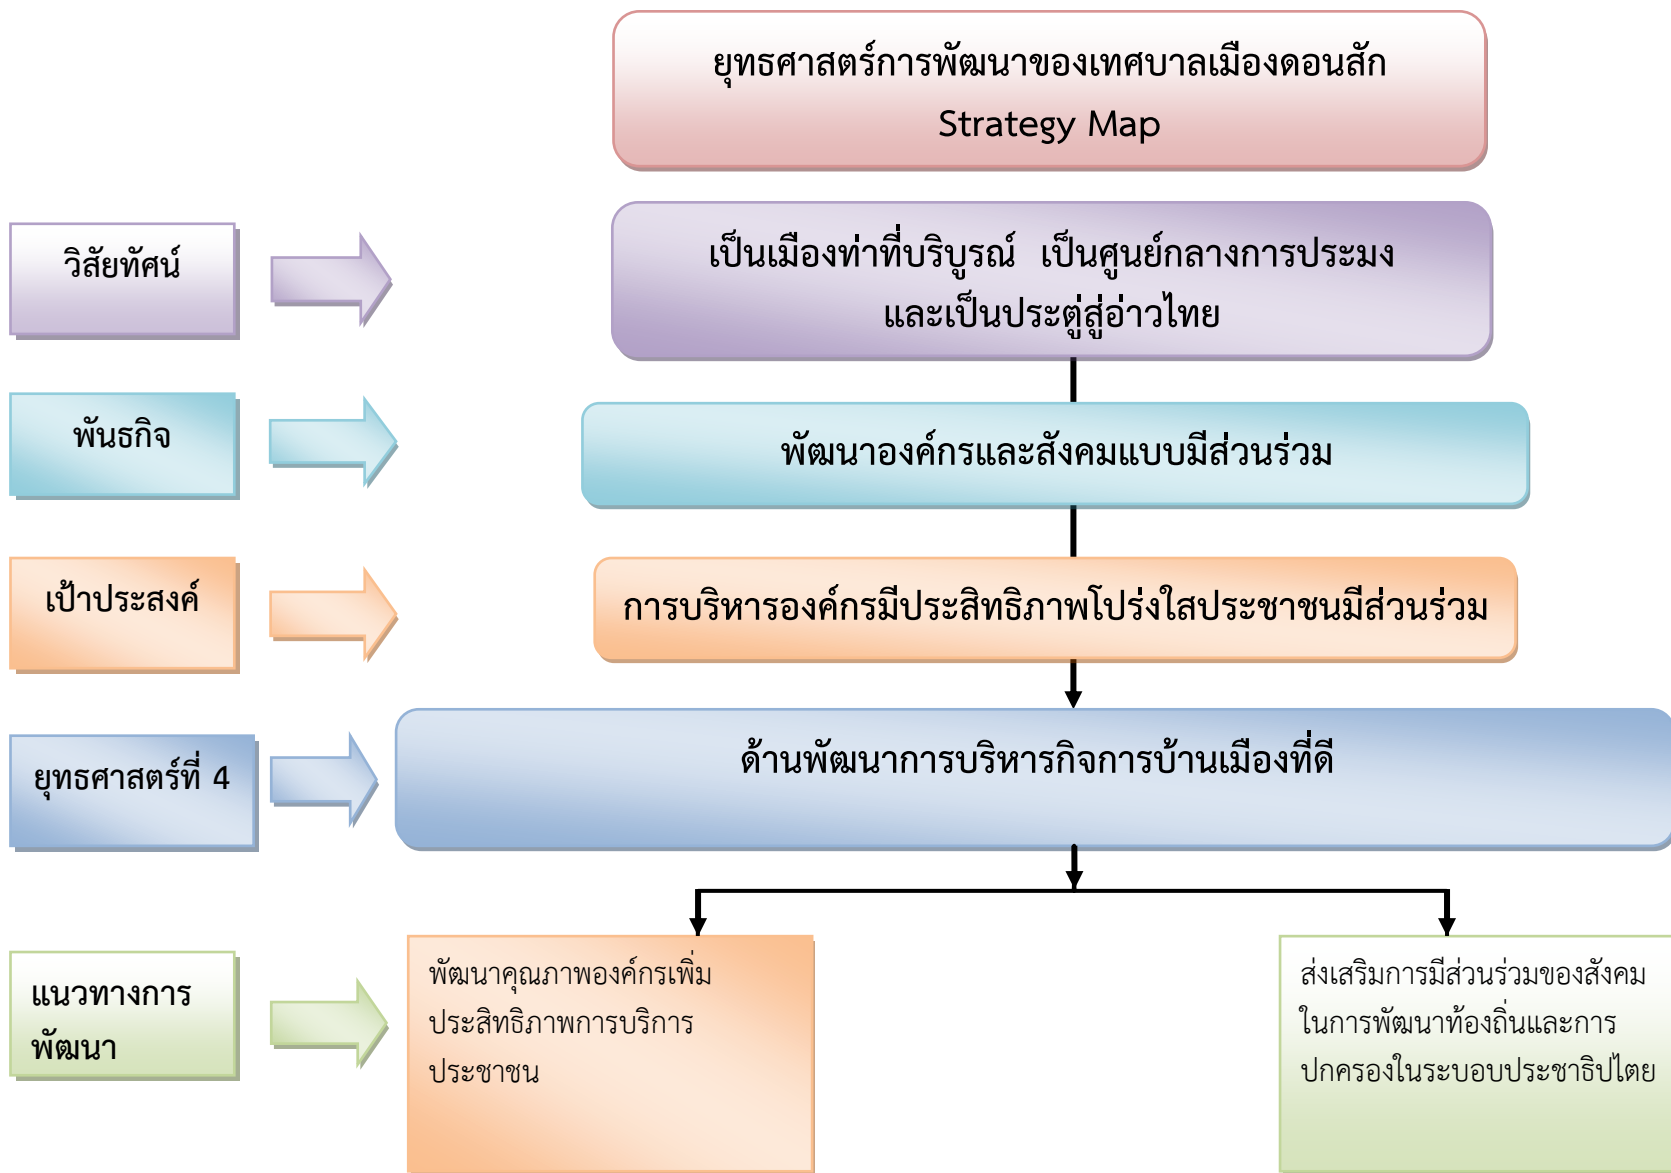 ยุทธศาสตร์การพัฒนาของเทศบาลเมืองดอนสัก
Strategy Map
วิสัยทัศน์
เป็นเมืองท่าที่บริบูรณ์ เป็นศูนย์กลางการประมง
และเป็นประตู่สู่อ่าวไทย
พันธกิจ
พัฒนาองค์กรและสังคมแบบมีส่วนร่วม
เป้าประสงค์
การบริหารองค์กรมีประสิทธิภาพโปร่งใสประชาชนมีส่วนร่วม
ยุทธศาสตร์ที่ 4
ด้านพัฒนาการบริหารกิจการบ้านเมืองที่ดี
แนวทางการ
พัฒนา
พัฒนาคุณภาพองค์กรเพิ่ม
ประสิทธิภาพการบริการ
ประชาชน
ส่งเสริมการมีส่วนร่วมของสังคม
ในการพัฒนาท้องถิ่นและการ
ปกครองในระบอบประชาธิปไตย